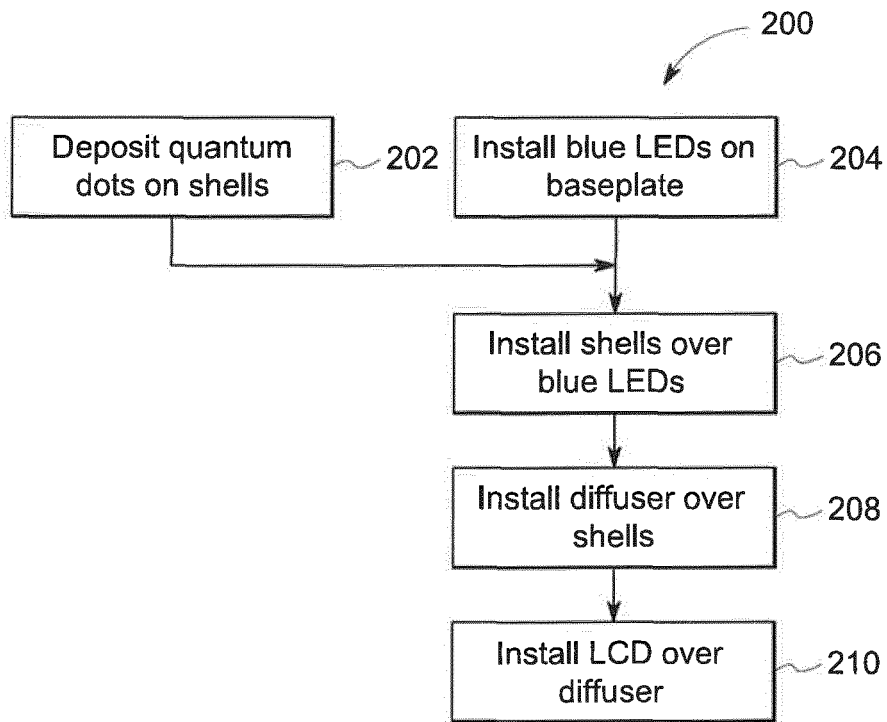 200
Deposit quantum
dots on shells
202
Install blue LEDs on
baseplate
204
Install shells over
blue LEDs
206
Install diffuser over
shells
208
Install LCD over
diffuser
210